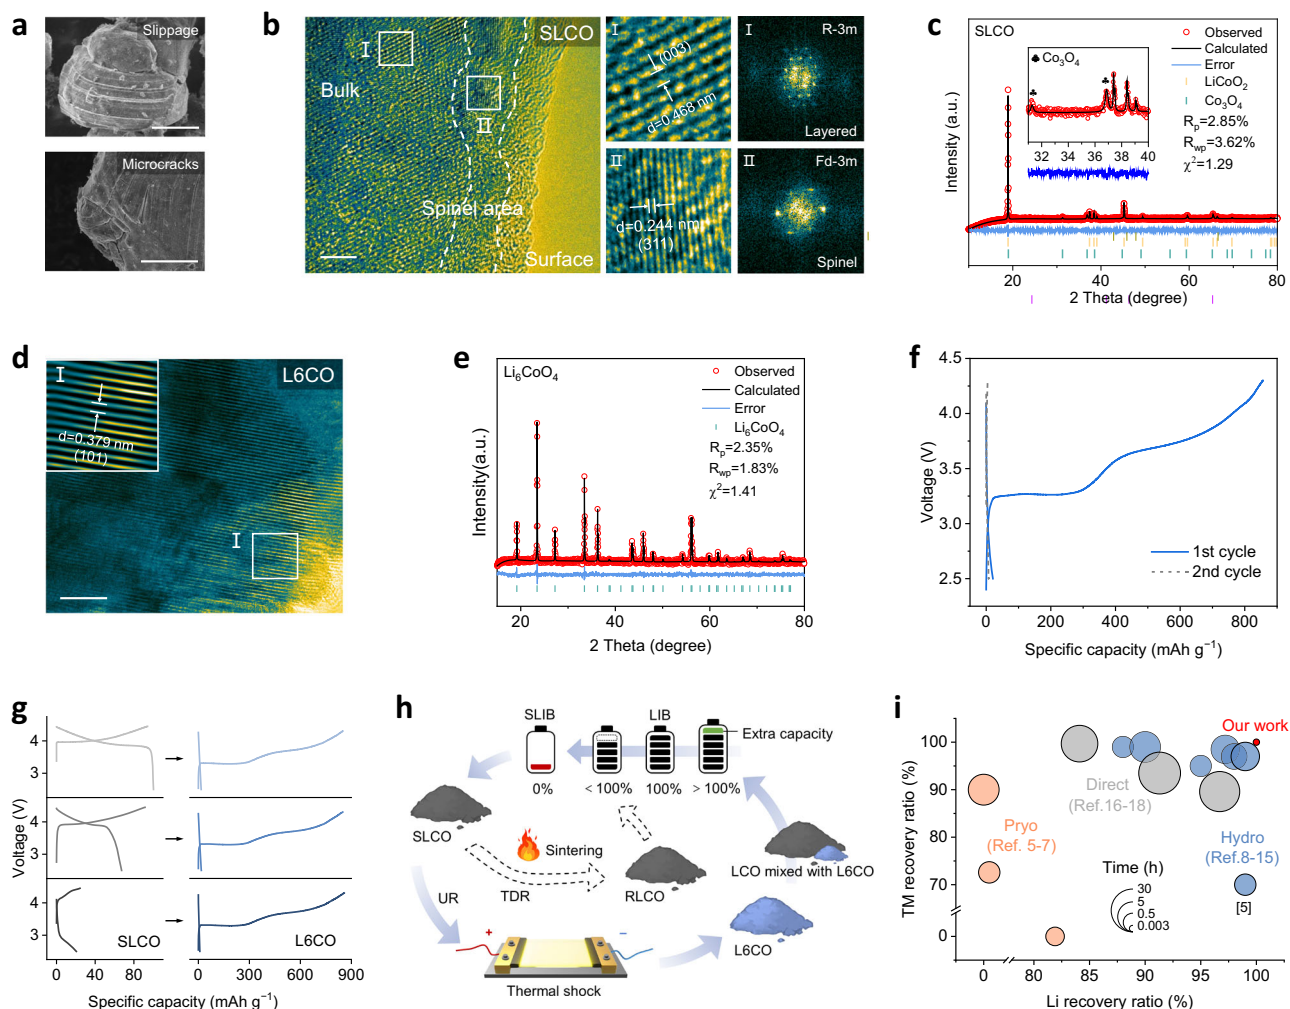 a
Slippage
Microcracks
b
SLCO
I
Bulk
II
Spinel area
Surface
I
(003)
d=0.468 nm
I
R-3m
Layered
II
d=0.244 nm
(311)
II
Fd-3m
Spinel
c
SLCO
Observed
Calculated
Error
LiCoO₂
Co₃O₄
Rₚ=2.85%
R_wp=3.62%
χ²=1.29
♣ Co₃O₄
♣
♣
31 34 37 40
Intensity (a.u.)
20 40 60 80
2 Theta (degree)
d
I
L6CO
d=0.379 nm
(101)
I
e
Li₆CoO₄
Observed
Calculated
Error
Li₆CoO₄
Rₚ=2.35%
R_wp=1.83%
χ²=1.41
Intensity(a.u.)
20 40 60 80
2 Theta (degree)
f
4.5
4.0
3.5
3.0
2.5
Voltage (V)
1st cycle
2nd cycle
0 200 400 600 800
Specific capacity (mAh g⁻¹)
g
4
3
4
3
4
3
Voltage (V)
SLCO
L6CO
0 40 80
0 300 600 900
Specific capacity (mAh g⁻¹)
h
SLIB
LIB
Extra capacity
0%
< 100%
100%
> 100%
SLCO
Sintering
TDR
RLCO
LCO mixed with L6CO
UR
+
−
L6CO
Thermal shock
i
Our work
100
90
80
70
0
TM recovery ratio (%)
Direct
(Ref.16-18)
Pryo
(Ref. 5-7)
Hydro
(Ref.8-15)
Time (h)
30
5
0.5
0.003
[5]
0 80 85 90 95 100
Li recovery ratio (%)